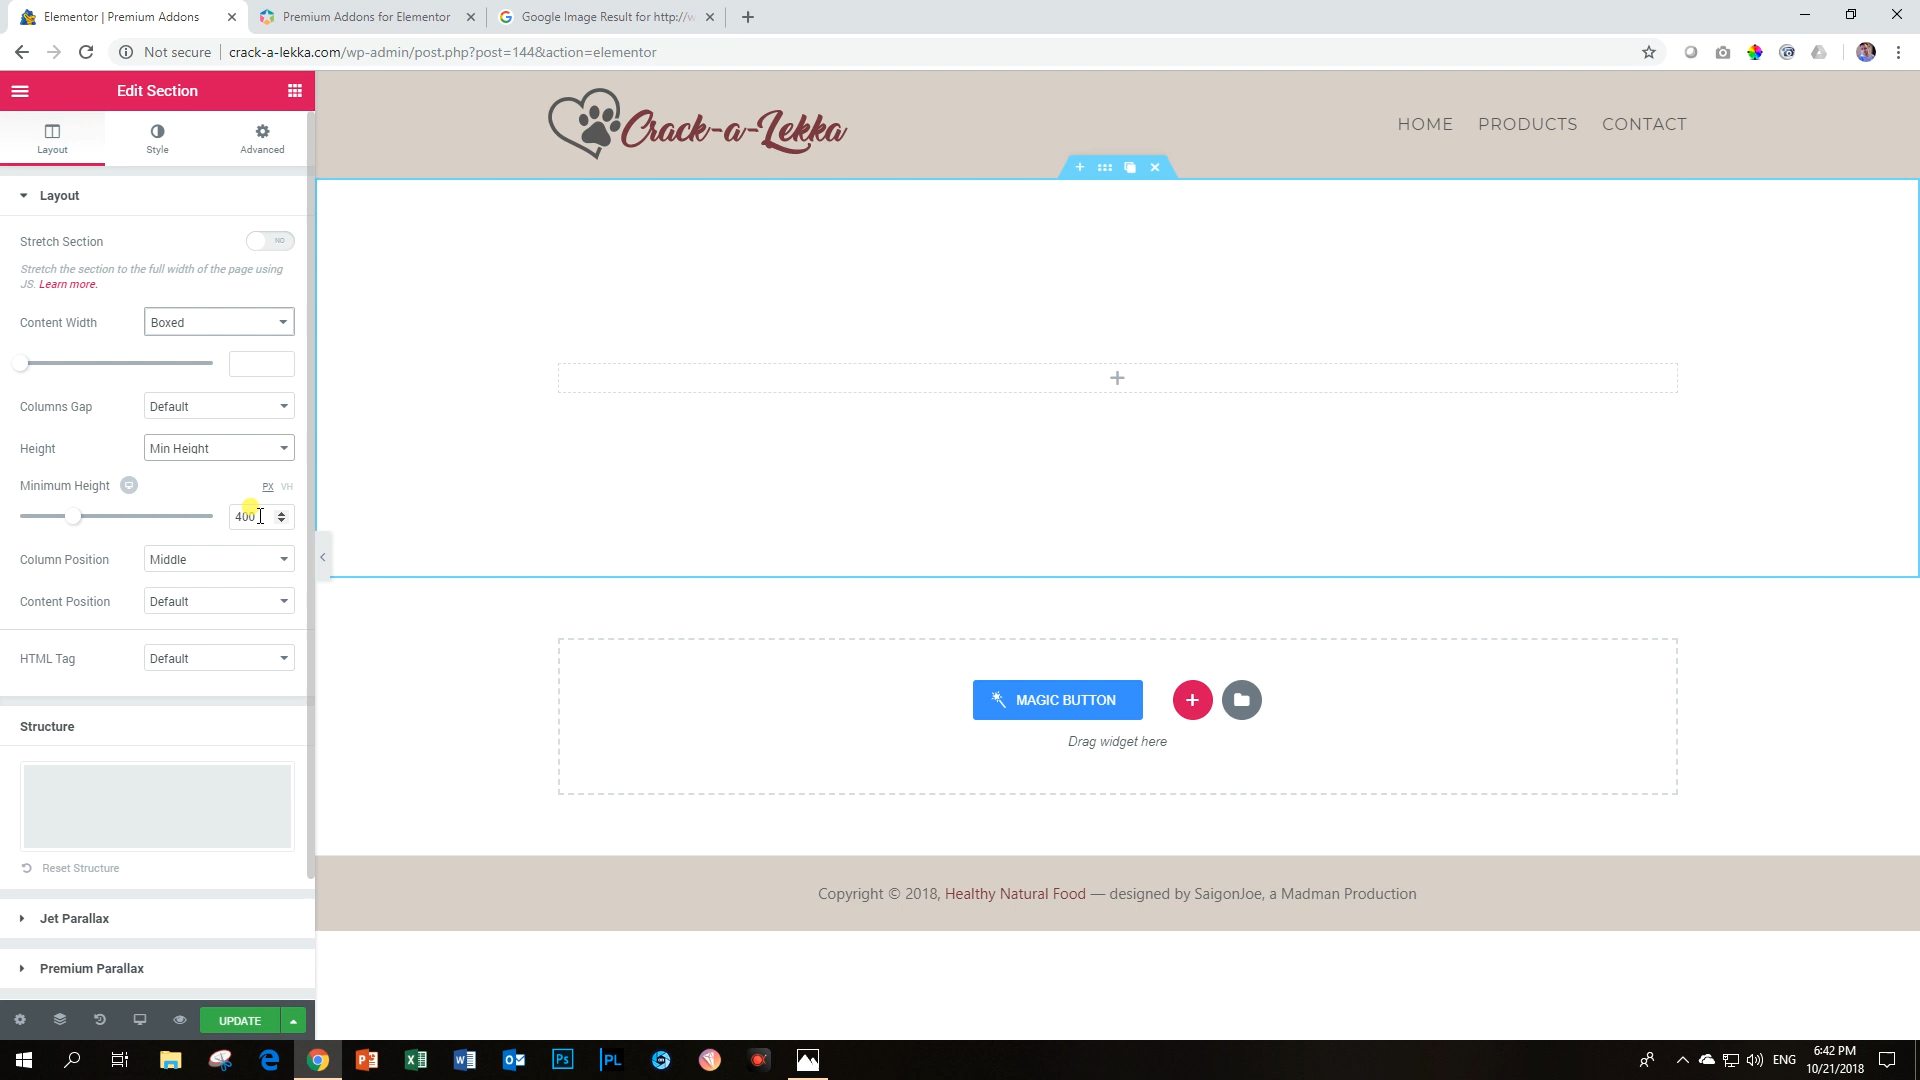 Elementor | Premium Addons
Premium Addons for Elementor
Google Image Result for http://w
Not secure
crack-a-lekka.com/wp-admin/post.php?post=144&action=elementor
Edit Section
Layout
Style
Advanced
Layout
Stretch Section
NO
Stretch the section to the full width of the page using
JS. Learn more.
Content Width
Boxed
Columns Gap
Default
Height
Min Height
Minimum Height
PX VH
400
Column Position
Middle
Content Position
Default
HTML Tag
Default
Structure
Reset Structure
Jet Parallax
Premium Parallax
UPDATE
Crack-a-Lekka
HOME
PRODUCTS
CONTACT
MAGIC BUTTON
Drag widget here
Copyright © 2018, Healthy Natural Food — designed by SaigonJoe, a Madman Production
Ps
PL
ENG
6:42 PM
10/21/2018